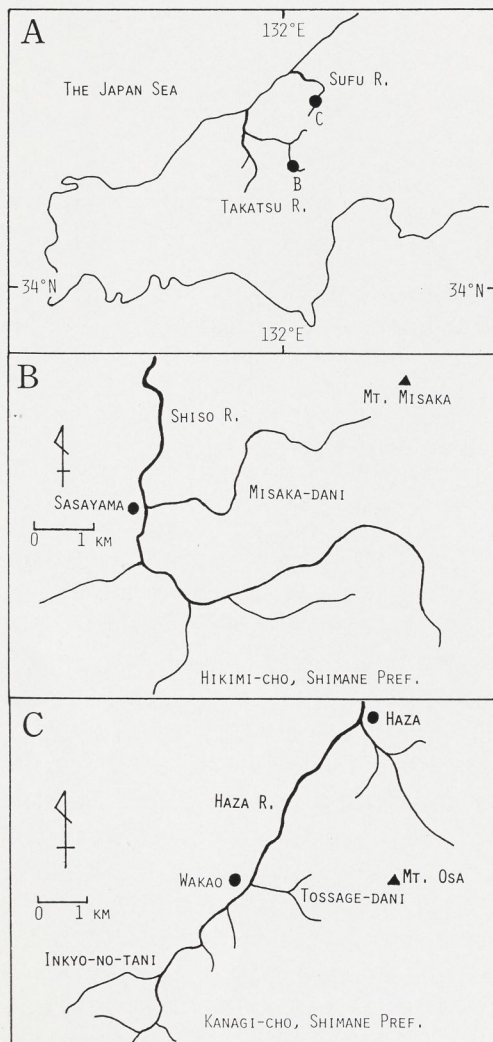 A
132°E
THE JAPAN SEA
SUFU R.
C
B
TAKATSU R.
34°N
34°N
132°E
B
MT. MISAKA
SHISO R.
MISAKA-DANI
SASAYAMA
0 1 KM
HIKIMI-CHO, SHIMANE PREF.
C
HAZA
HAZA R.
WAKAO
MT. OSA
TOSSAGE-DANI
0 1 KM
INKYO-NO-TANI
KANAGI-CHO, SHIMANE PREF.